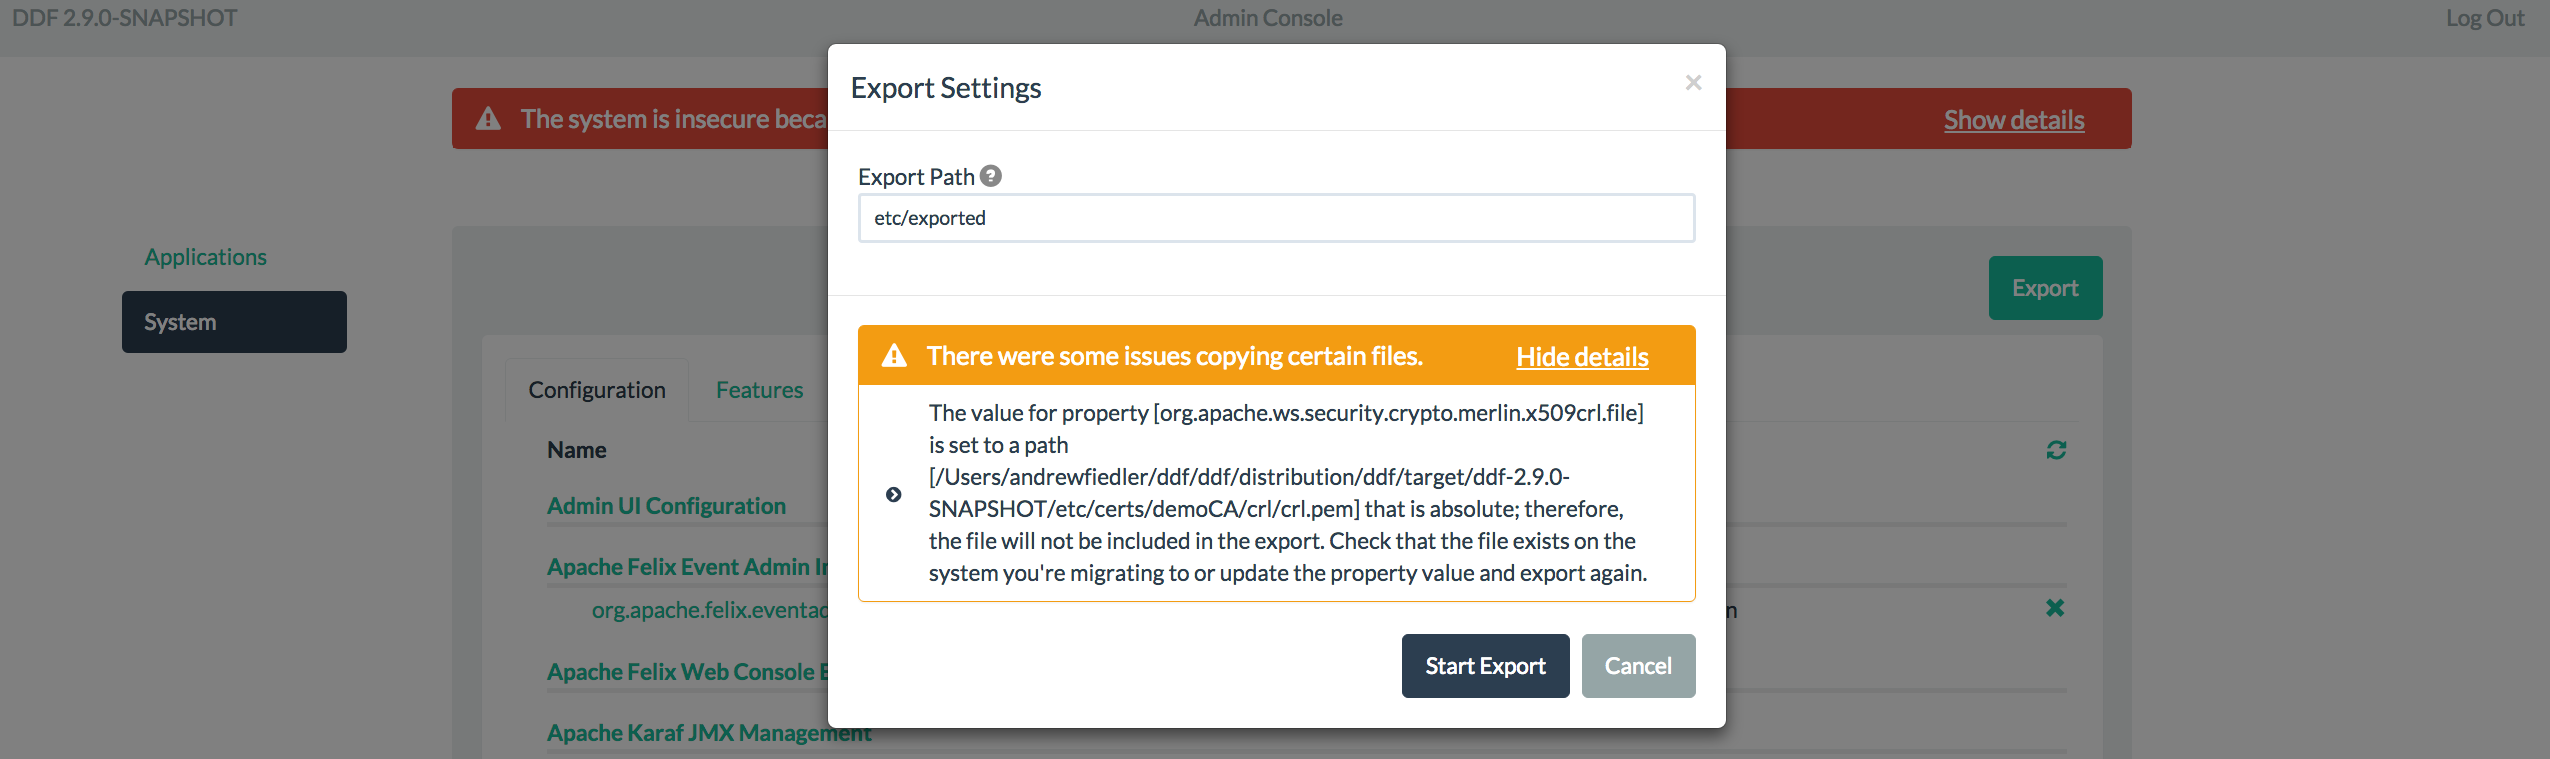 DDF 2.9.0-SNAPSHOT
Admin Console
Log Out
The system is insecure beca
Show details
Export Settings
Export Path
etc/exported
Applications
System
Export
Configuration
Features
Name
Admin UI Configuration
Apache Felix Event Admin I
org.apache.felix.eventad
n
Apache Felix Web Console E
Apache Karaf JMX Management
There were some issues copying certain files.
Hide details
The value for property [org.apache.ws.security.crypto.merlin.x509crl.file]
is set to a path
[/Users/andrewfiedler/ddf/ddf/distribution/ddf/target/ddf-2.9.0-
SNAPSHOT/etc/certs/demoCA/crl/crl.pem] that is absolute; therefore,
the file will not be included in the export. Check that the file exists on the
system you're migrating to or update the property value and export again.
Start Export
Cancel